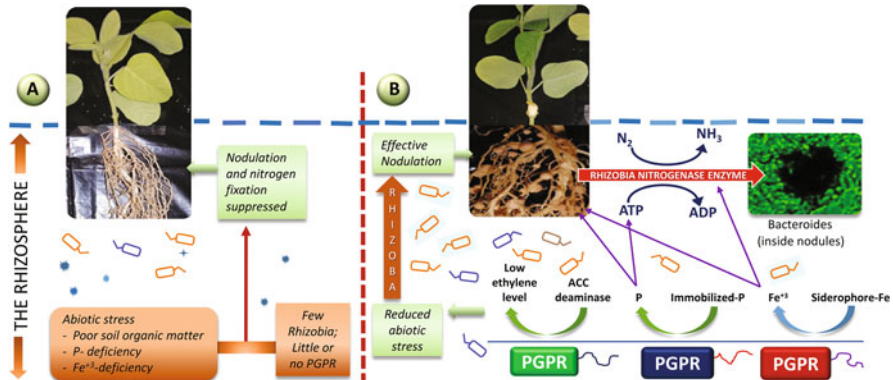 A
THE RHIZOSPHERE
Nodulation
and nitrogen
fixation
suppressed
Abiotic stress
- Poor soil organic matter
- P- deficiency
- Fe+3-deficiency
Few
Rhizobia;
Little or
no PGPR
B
Effective
Nodulation
RHIZOBA
Reduced
abiotic
stress
N2
NH3
RHIZOBIA NITROGENASE ENZYME
ATP
ADP
Bacteroides
(inside nodules)
Low
ethylene
level
ACC
deaminase
P
Immobilized-P
Fe+3
Siderophore-Fe
PGPR
PGPR
PGPR